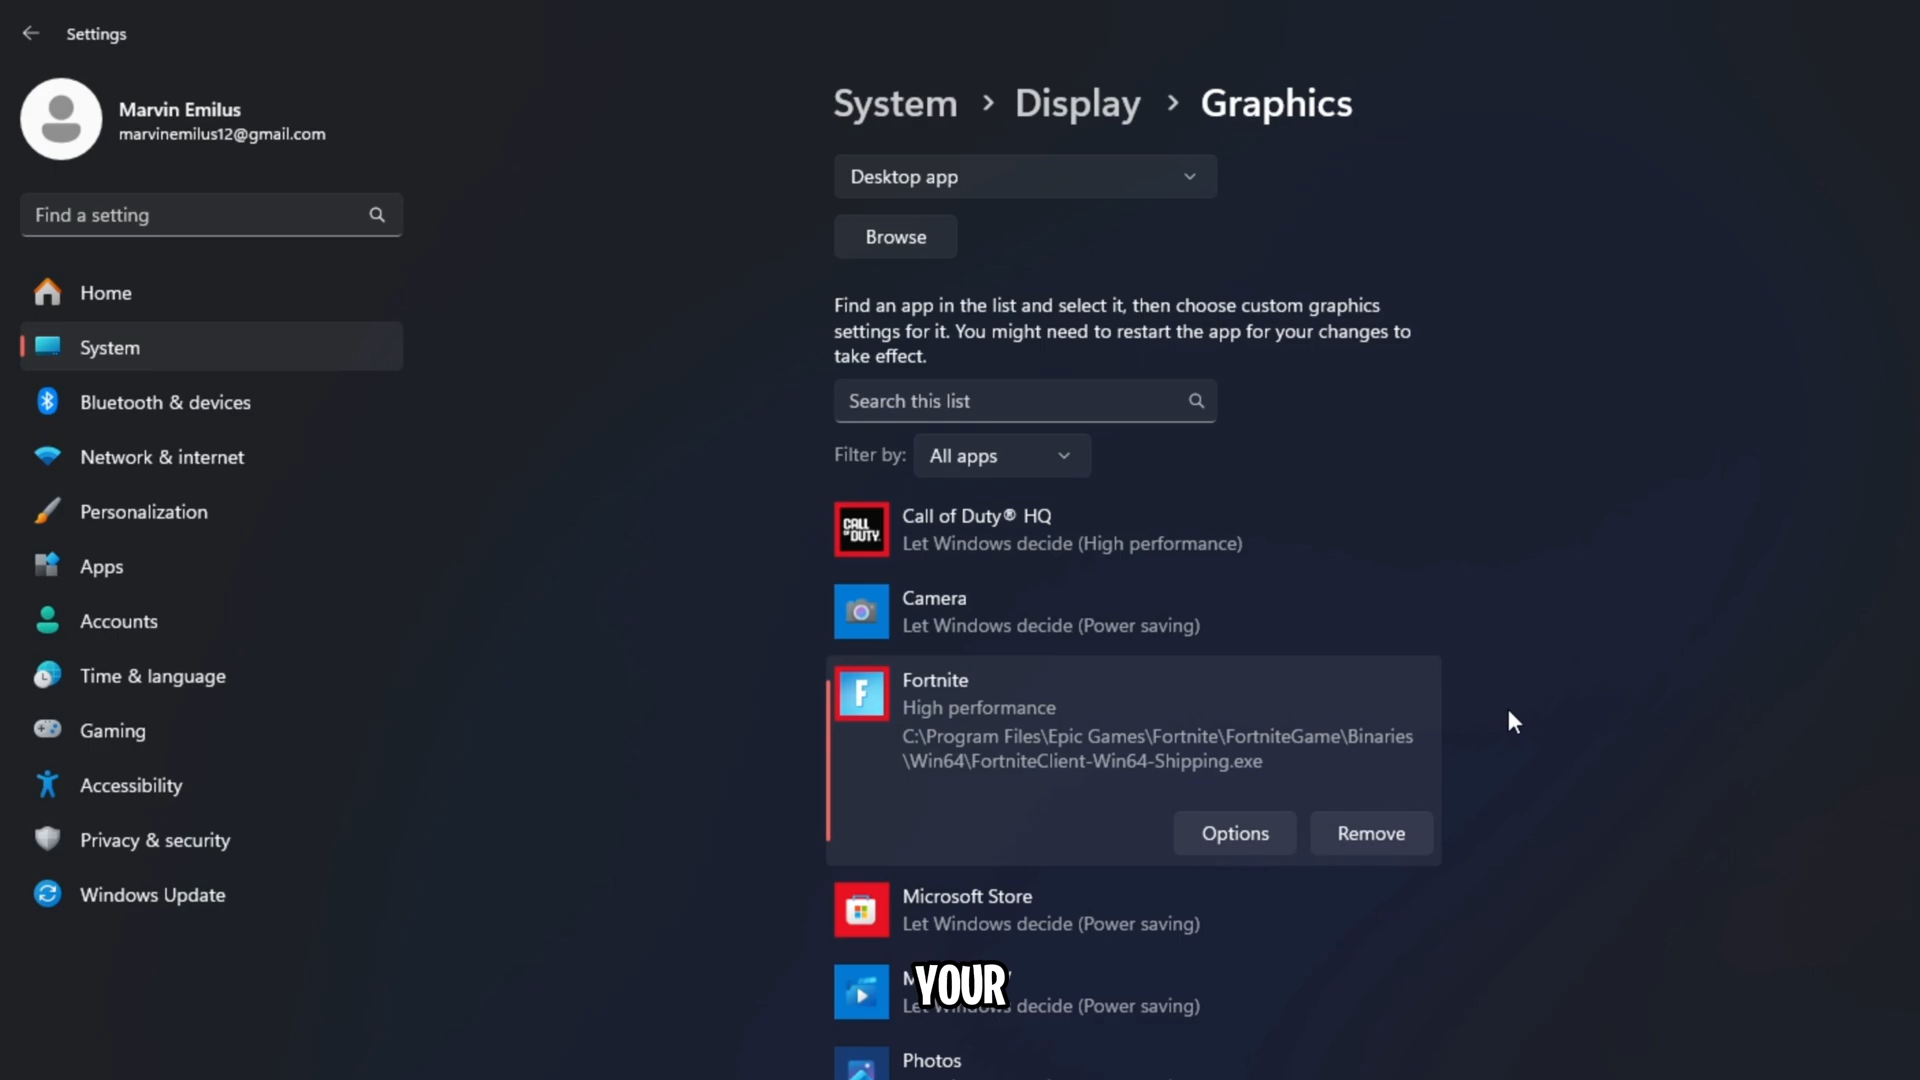 Settings
Marvin Emilus
marvinemilus12@gmail.com
Find a setting
Home
System
Bluetooth & devices
Network & internet
Personalization
Apps
Accounts
Time & language
Gaming
Accessibility
Privacy & security
Windows Update
System > Display > Graphics
Desktop app
Browse
Find an app in the list and select it, then choose custom graphics
settings for it. You might need to restart the app for your changes to
take effect.
Search this list
Filter by: All apps
CALL OF DUTY.
Call of Duty® HQ
Let Windows decide (High performance)
Camera
Let Windows decide (Power saving)
F
Fortnite
High performance
C:\Program Files\Epic Games\Fortnite\FortniteGame\Binaries
\Win64\FortniteClient-Win64-Shipping.exe
Options
Remove
Microsoft Store
Let Windows decide (Power saving)
YOUR
Let Windows decide (Power saving)
Photos